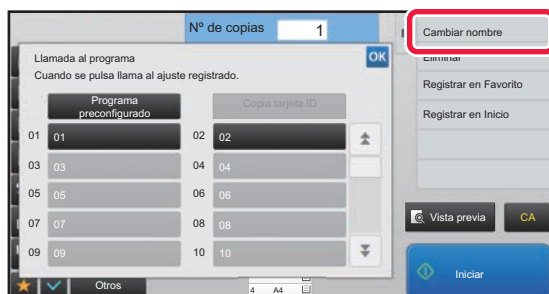 Nº de copias 1
Llamada al programa
OK
Cuando se pulsa llama al ajuste registrado.
Programa
preconfigurado
Copia tarjeta ID
01 01
02 02
03 03
04 04
05 05
06 06
07 07
08 08
09 09
10 10
Otros
4 A4
Cambiar nombre
Eliminar
Registrar en Favorito
Registrar en Inicio
Vista previa
CA
Iniciar